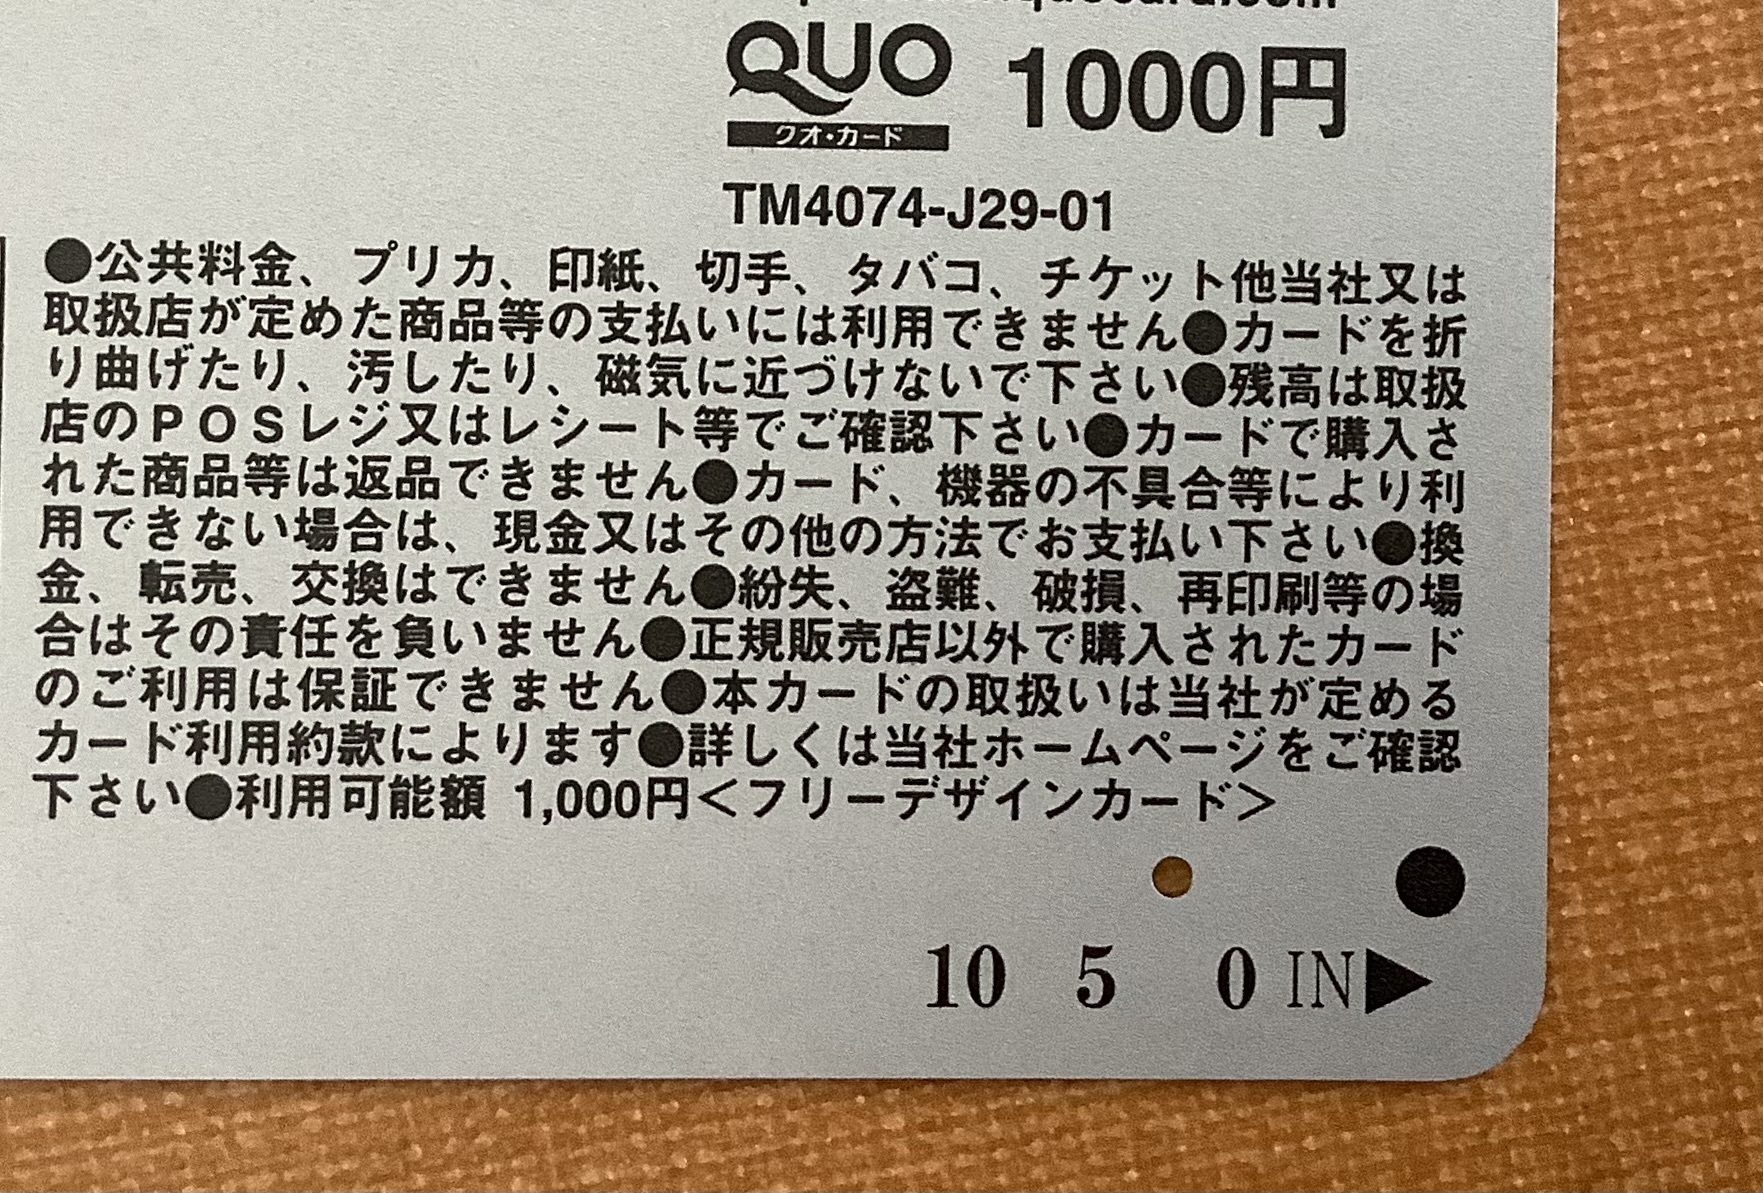 QUO 1000円
クオ・カード
TM4074-J29-01
●公共料金、プリカ、印紙、切手、タバコ、チケット他当社又は
取扱店が定めた商品等の支払いには利用できません●カードを折
り曲げたり、汚したり、磁気に近づけないで下さい●残高は取扱
店のＰＯＳレジ又はレシート等でご確認下さい●カードで購入さ
れた商品等は返品できません●カード、機器の不具合等により利
用できない場合は、現金又はその他の方法でお支払い下さい●換
金、転売、交換はできません●紛失、盗難、破損、再印刷等の場
合はその責任を負いません●正規販売店以外で購入されたカード
のご利用は保証できません●本カードの取扱いは当社が定める
カード利用約款によります●詳しくは当社ホームページをご確認
下さい●利用可能額 1,000円＜フリーデザインカード＞
10 5 0 IN▶